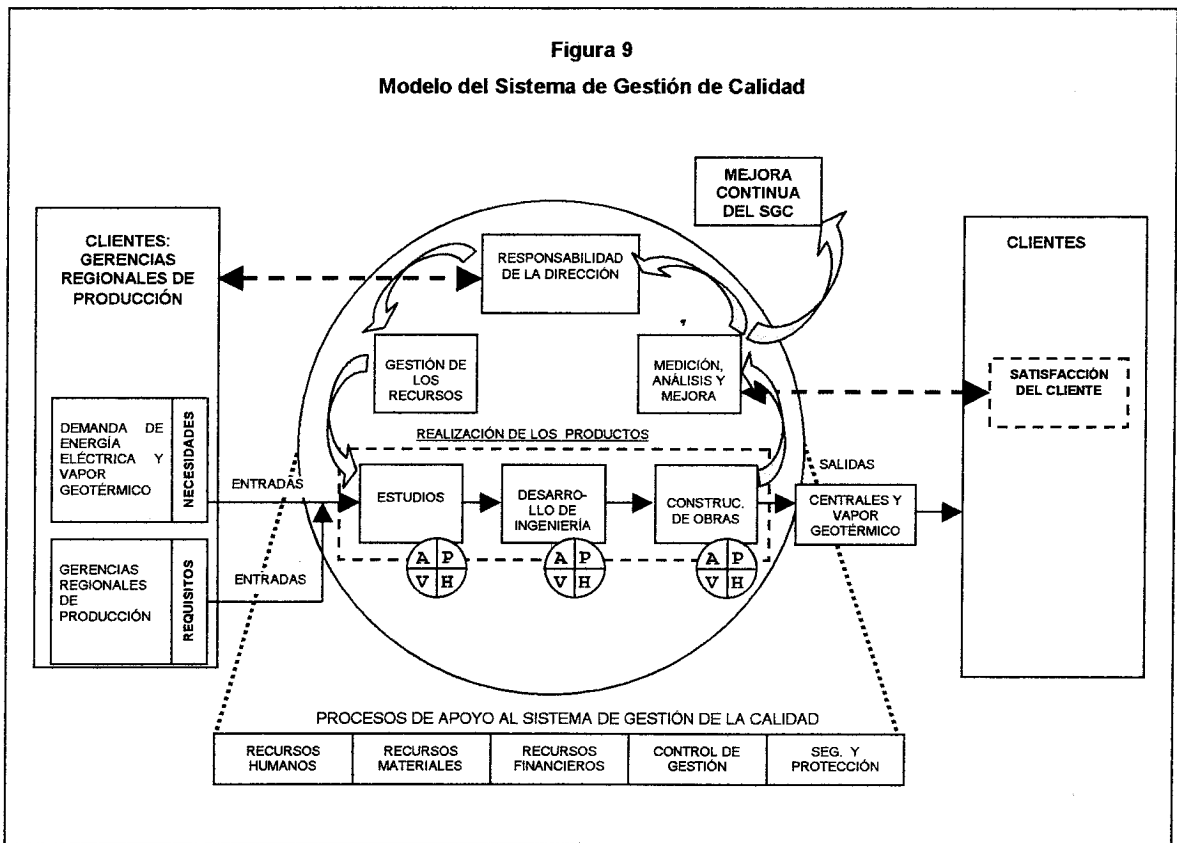 Figura 9
Modelo del Sistema de Gestión de Calidad
MEJORA
CONTINUA
DEL SGC
CLIENTES:
GERENCIAS
REGIONALES DE
PRODUCCIÓN
RESPONSABILIDAD
DE LA DIRECCIÓN
CLIENTES
GESTIÓN DE
LOS
RECURSOS
MEDICIÓN,
ANÁLISIS Y
MEJORA
SATISFACCIÓN
DEL CLIENTE
DEMANDA DE
ENERGÍA
ELÉCTRICA Y
VAPOR
GEOTÉRMICO
NECESIDADES
ENTRADAS
REALIZACIÓN DE LOS PRODUCTOS
ESTUDIOS
DESARRO-
LLO DE
INGENIERÍA
CONSTRUC.
DE OBRAS
SALIDAS
CENTRALES Y
VAPOR
GEOTÉRMICO
GERENCIAS
REGIONALES
DE
PRODUCCIÓN
REQUISITOS
ENTRADAS
A P
V H
A P
V H
A P
V H
PROCESOS DE APOYO AL SISTEMA DE GESTIÓN DE LA CALIDAD
RECURSOS
HUMANOS
RECURSOS
MATERIALES
RECURSOS
FINANCIEROS
CONTROL DE
GESTIÓN
SEG. Y
PROTECCIÓN